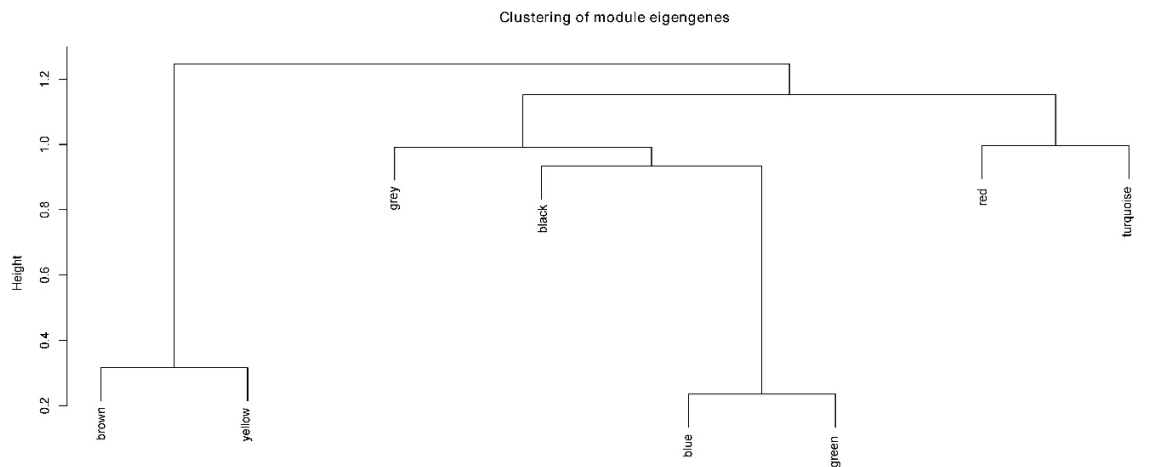 Clustering of module eigengenes
Height
1.2
1.0
0.8
0.6
0.4
0.2
brown
yellow
grey
black
blue
green
red
turquoise